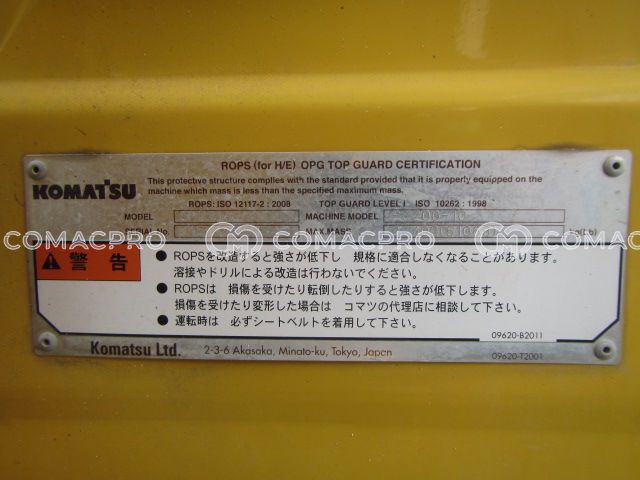 ROPS (for H/E) OPG TOP GUARD CERTIFICATION
KOMATSU
This protective structure complies with the standard provided that it is properly equipped on the
machine which mass is less than the specified maximum mass.
ROPS: ISO 12117-2 : 2008 TOP GUARD LEVEL I ISO 10262 : 1998
MODEL MACHINE MODEL
SERIAL No. MAX.MASS
COMACPRO COMACPRO COMACPRO
警告
● ROPSを改造すると強さが低下し 規格に適合しなくなることがあります。
溶接やドリルによる改造は行わないでください。
● ROPSは 損傷を受けたり転倒したりすると強さが低下します。
損傷を受けたり変形した場合は コマツの代理店に相談して下さい。
● 運転時は 必ずシートベルトを着用して下さい。
09620-B2011
Komatsu Ltd. 2-3-6 Akasaka, Minato-ku, Tokyo, Japan
09620-T2001